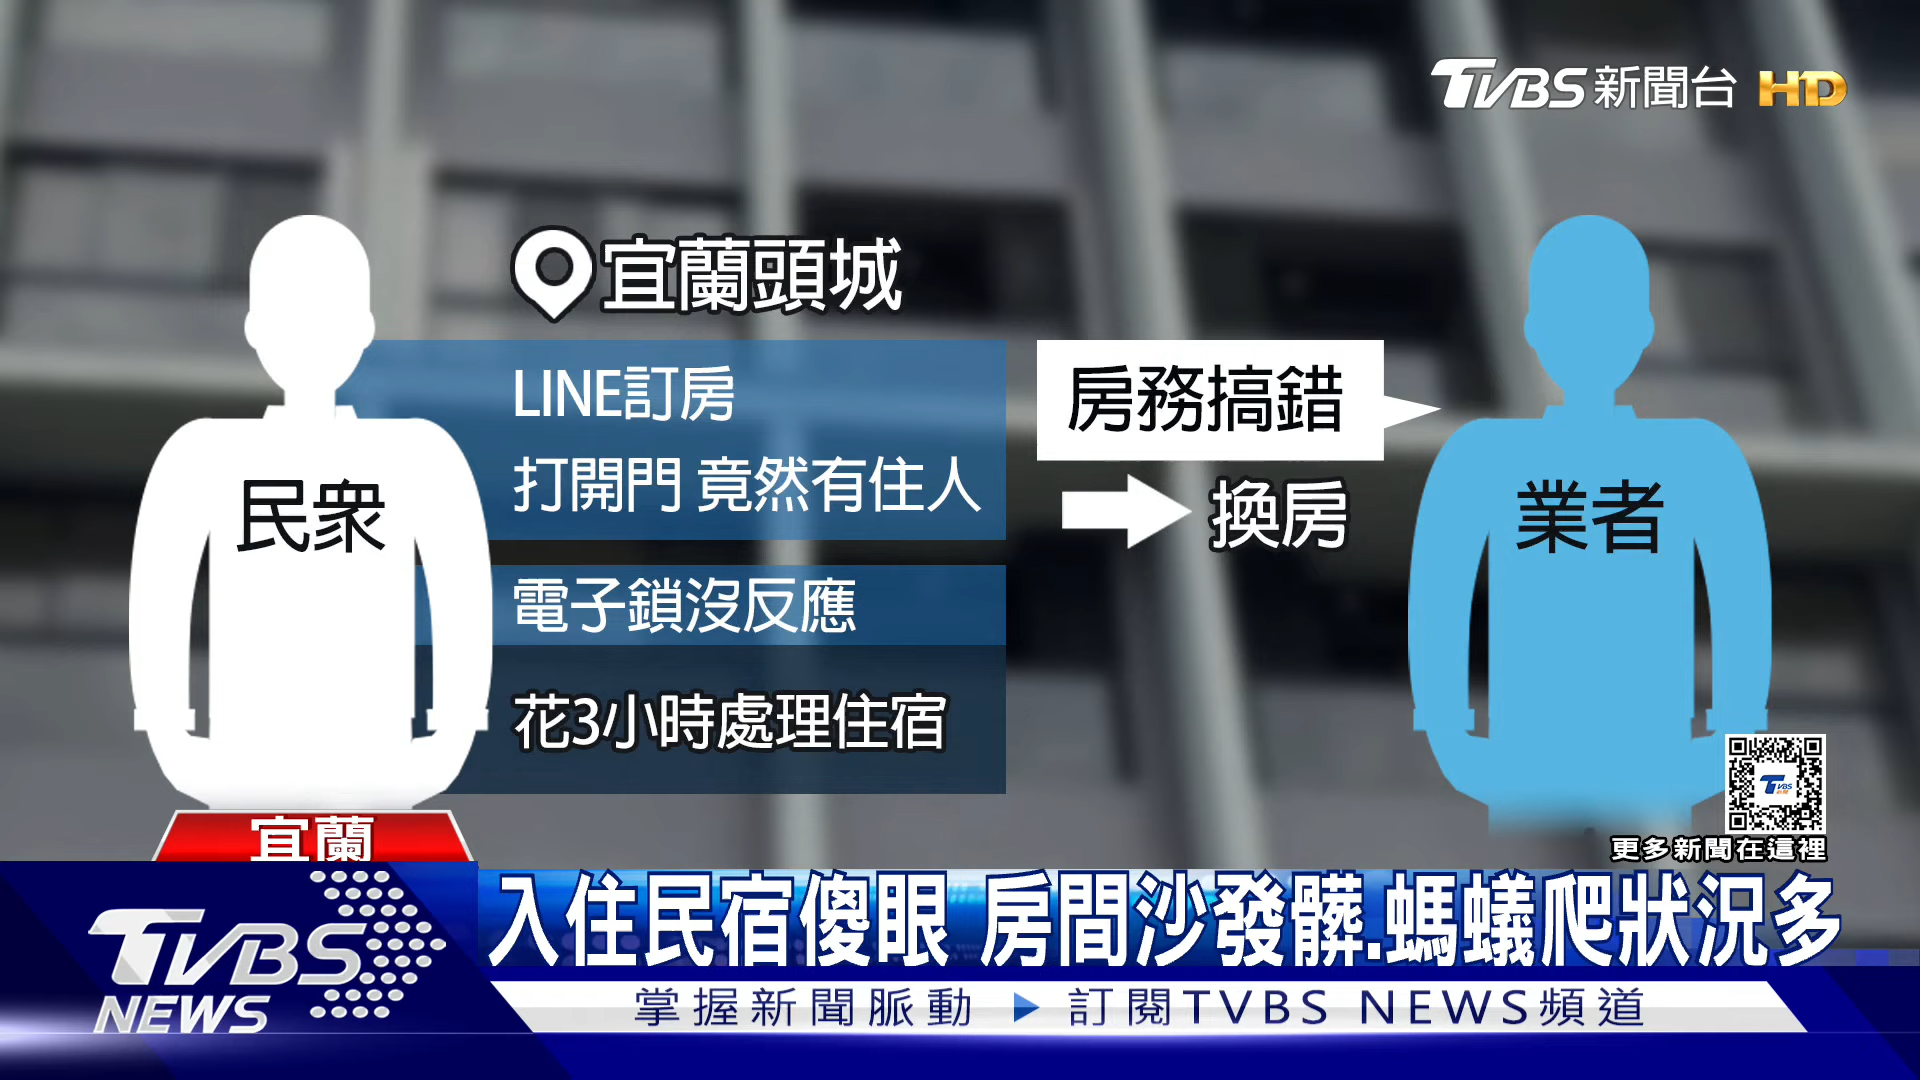 TVBS新聞台 HD
宜蘭頭城
LINE訂房
打開門 竟然有住人
電子鎖沒反應
花3小時處理住宿
民眾
房務搞錯
換房
業者
TVBS
更多新聞在這裡
宜蘭
入住民宿傻眼 房間沙發髒.螞蟻爬狀況多
TVBS
NEWS
掌握新聞脈動 ▶ 訂閱TVBS NEWS頻道